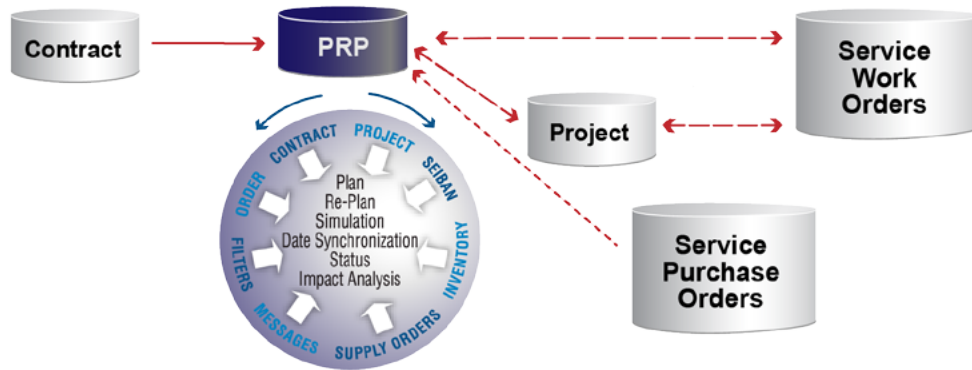 Contract
PRP
Service
Work
Orders
Project
CONTRACT
PROJECT
ORDER
SEIBAN
FILTERS
INVENTORY
MESSAGES
SUPPLY ORDERS
Plan
Re-Plan
Simulation
Date Synchronization
Status
Impact Analysis
Service
Purchase
Orders